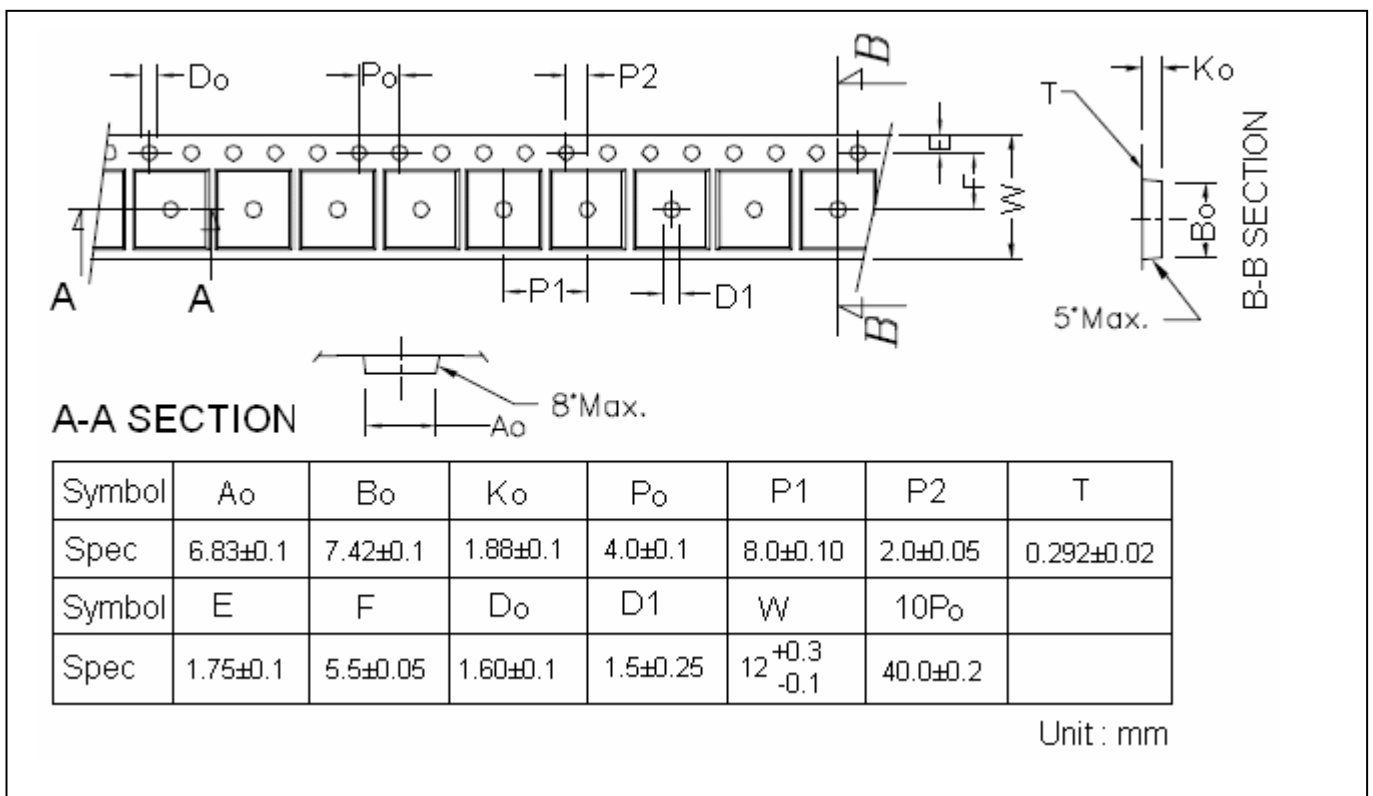 Do
Po
P2
B
Ko
T
E
F
W
Bo
B-B SECTION
A
A
P1
D1
B
5°Max.
8°Max.
A-A SECTION
Ao
Symbol Ao Bo Ko Po P1 P2 T
Spec 6.83±0.1 7.42±0.1 1.88±0.1 4.0±0.1 8.0±0.10 2.0±0.05 0.292±0.02
Symbol E F Do D1 W 10Po
Spec 1.75±0.1 5.5±0.05 1.60±0.1 1.5±0.25 12 +0.3 -0.1 40.0±0.2
Unit : mm